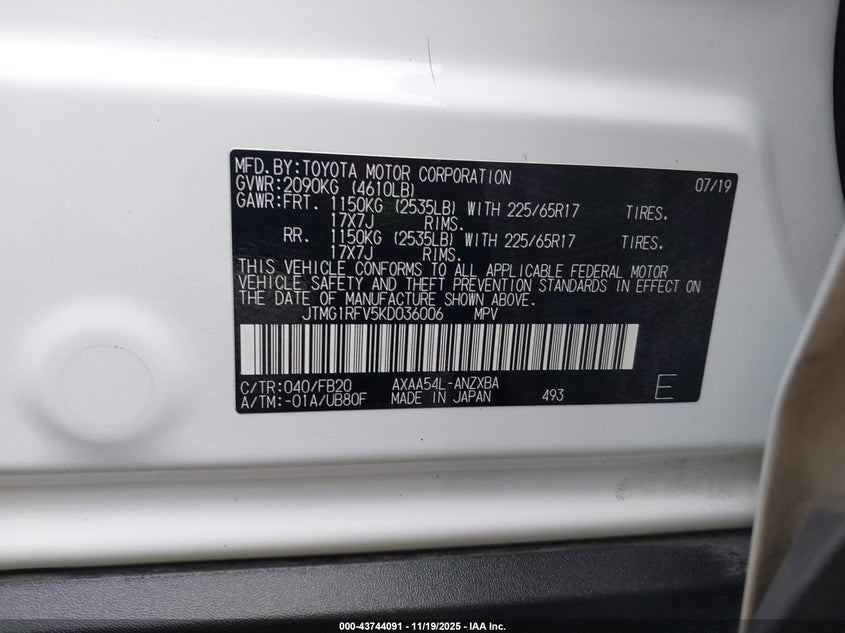 MFD.BY:TOYOTA MOTOR CORPORATION 07/19
GVWR:2090KG (4610LB)
GAWR:FRT. 1150KG (2535LB) WITH 225/65R17 TIRES.
17X7J RIMS.
RR. 1150KG (2535LB) WITH 225/65R17 TIRES.
17X7J RIMS.
THIS VEHICLE CONFORMS TO ALL APPLICABLE FEDERAL MOTOR
VEHICLE SAFETY AND THEFT PREVENTION STANDARDS IN EFFECT ON
THE DATE OF MANUFACTURE SHOWN ABOVE.
JTMG1RFV5KD036006 MPV
C/TR:040/FB20 AXAA54L-ANZXBA
A/TM:-01A/UB80F MADE IN JAPAN 493 E
000-43744091 - 11/19/2025 - IAA Inc.